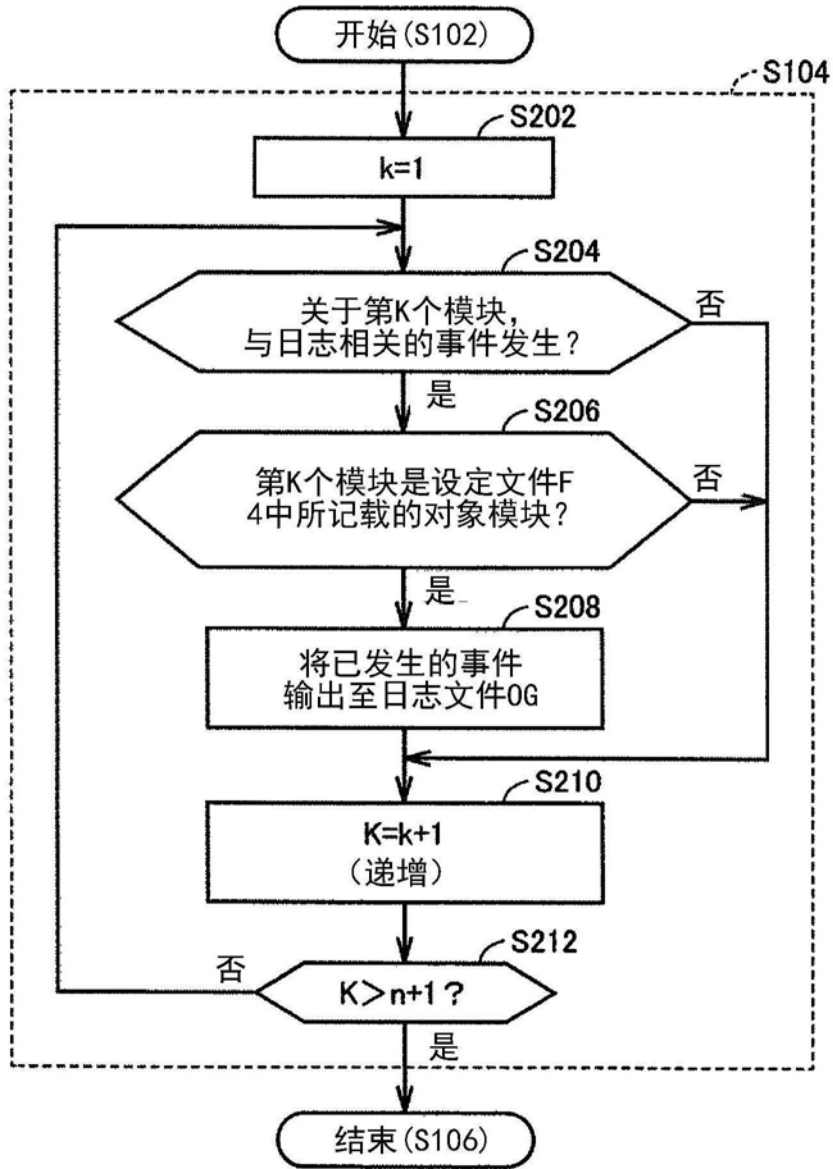 开始(S102)
S104
S202
k=1
S204
关于第K个模块，
与日志相关的事件发生？
否
是
S206
第K个模块是设定文件F
4中所记载的对象模块？
否
是
S208
将已发生的事件
输出至日志文件OG
S210
K=k+1
（递增）
S212
否
K＞n+1？
是
结束(S106)